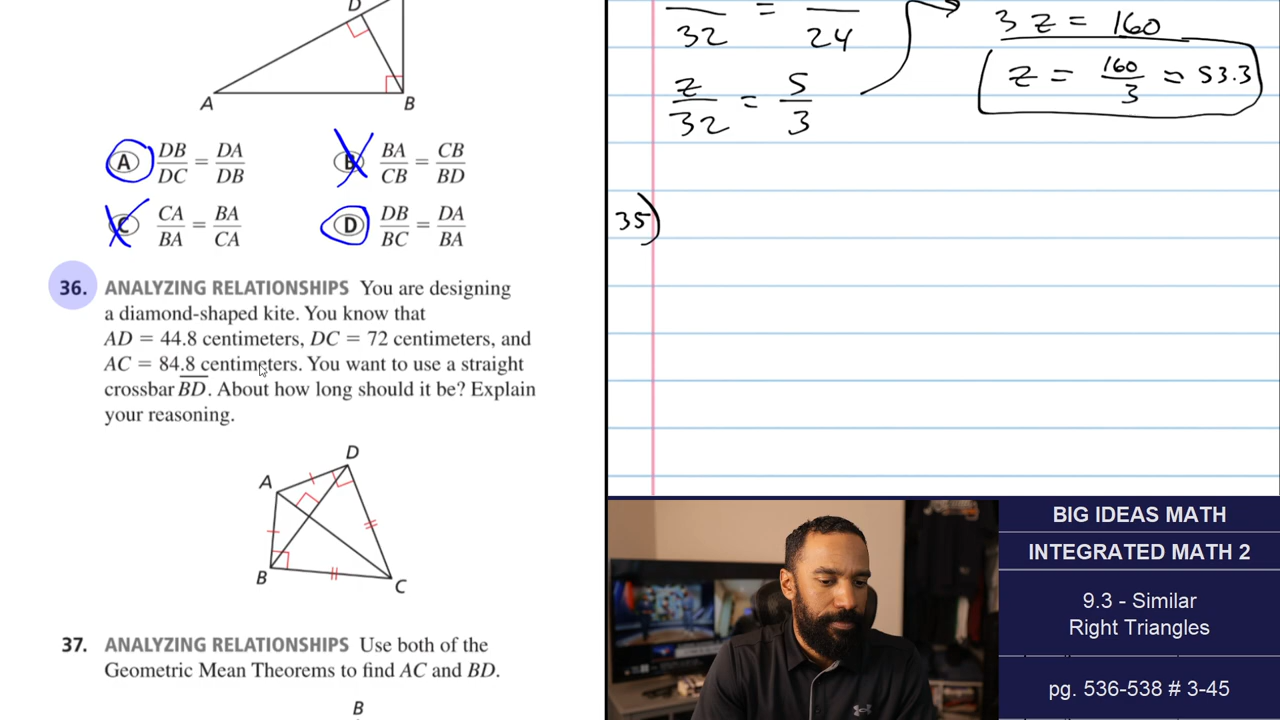 D
A
B
A DB/DC = DA/DB
B BA/CB = CB/BD
C CA/BA = BA/CA
D DB/BC = DA/BA
36. ANALYZING RELATIONSHIPS You are designing
a diamond-shaped kite. You know that
AD = 44.8 centimeters, DC = 72 centimeters, and
AC = 84.8 centimeters. You want to use a straight
crossbar B̅D̅. About how long should it be? Explain
your reasoning.
D
A
B
C
37. ANALYZING RELATIONSHIPS Use both of the
Geometric Mean Theorems to find AC and BD.
B
32 = 24
z/32 = 5/3
3z = 160
z = 160/3 = 53.3
35)
BIG IDEAS MATH
INTEGRATED MATH 2
9.3 - Similar
Right Triangles
pg. 536-538 # 3-45